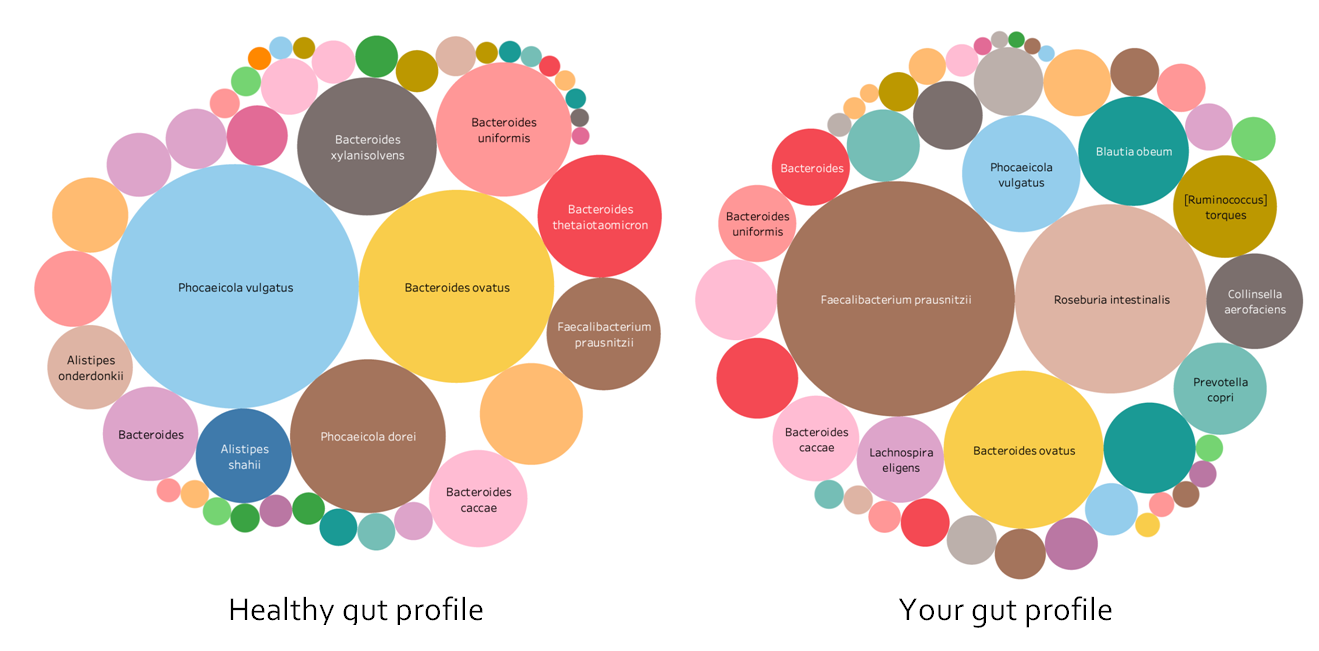 Bacteroides
xylanisolvens
Bacteroides
uniformis
Bacteroides
thetaiotaomicron
Phocaeicola vulgatus
Bacteroides ovatus
Faecalibacterium
prausnitzii
Alistipes
onderdonkii
Bacteroides
Alistipes
shahii
Phocaeicola dorei
Bacteroides
caccae
Healthy gut profile
Bacteroides
Phocaeicola
vulgatus
Blautia obeum
[Ruminococcus]
torques
Bacteroides
uniformis
Faecalibacterium prausnitzii
Roseburia intestinalis
Collinsella
aerofaciens
Prevotella
copri
Bacteroides
caccae
Lachnospira
eligens
Bacteroides ovatus
Your gut profile